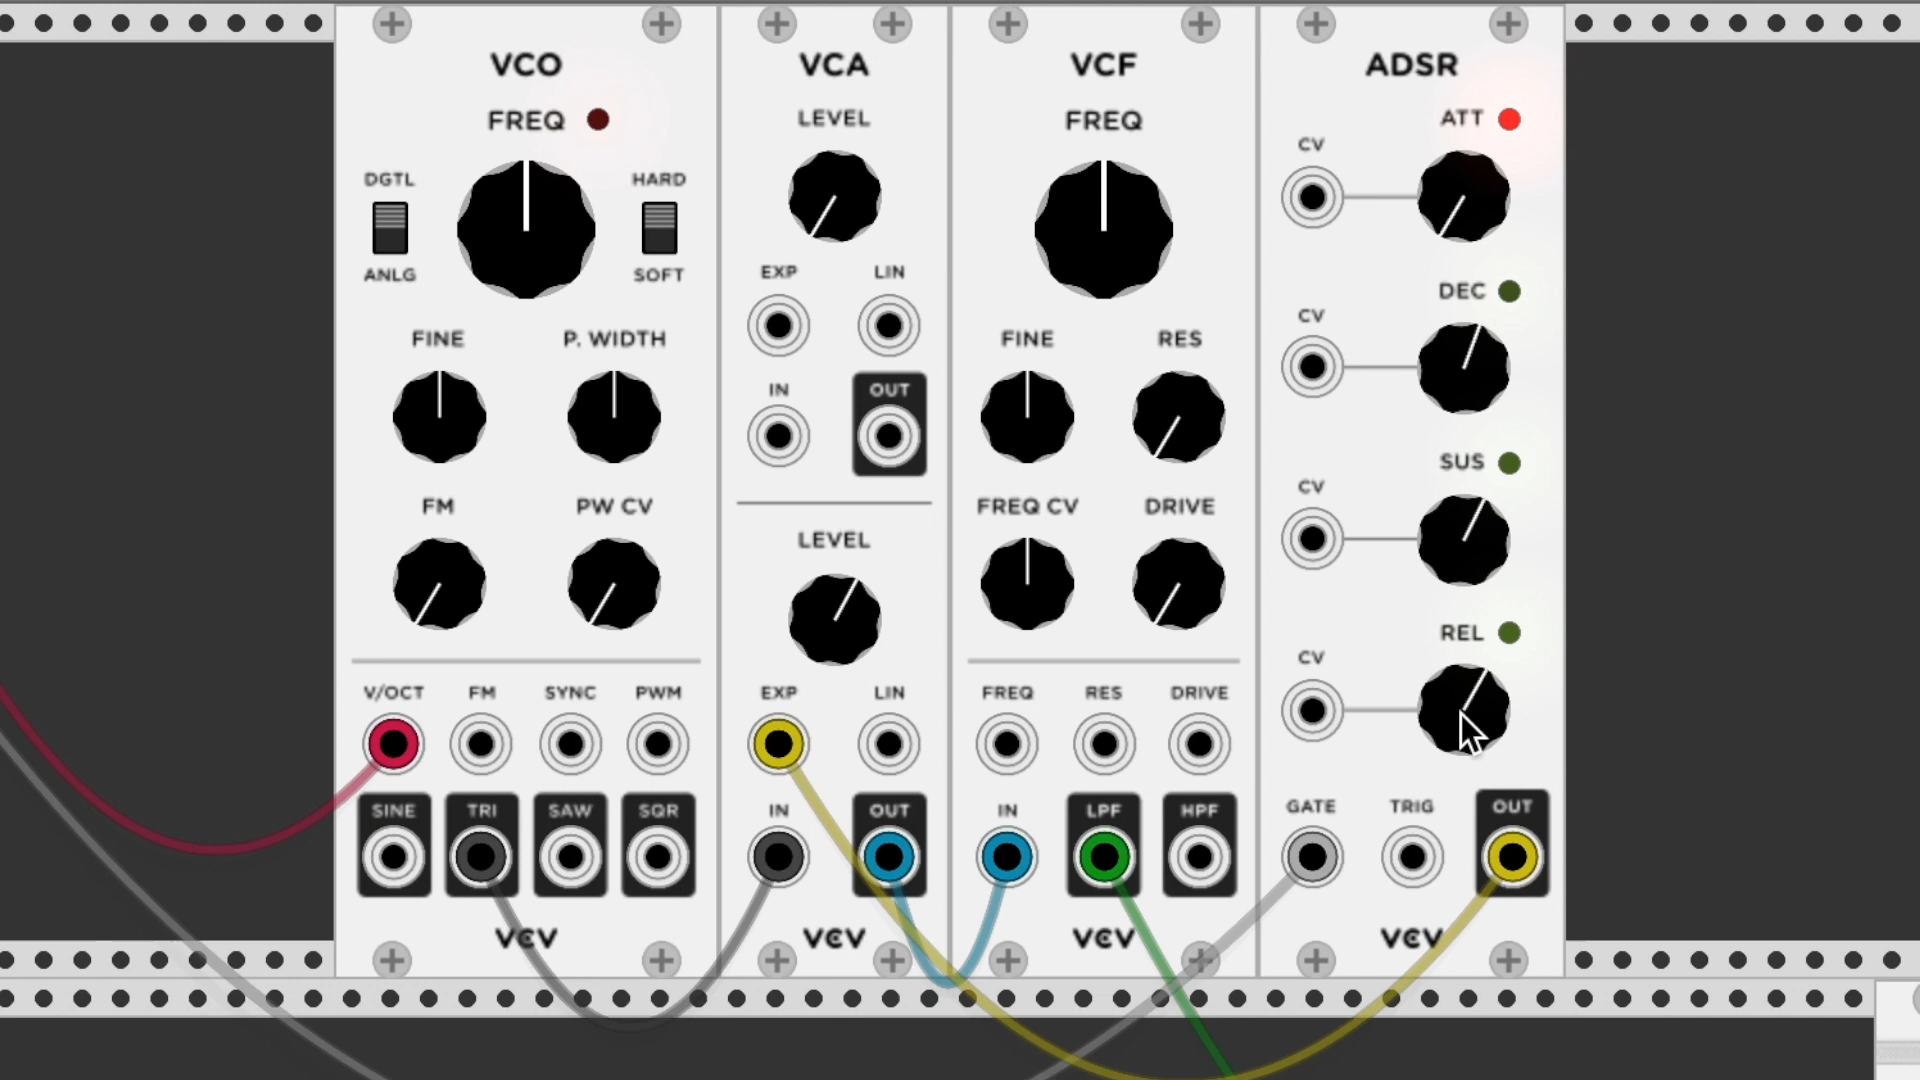 VCO
FREQ
DGTL
HARD
ANLG
SOFT
FINE
P. WIDTH
FM
PW CV
V/OCT
FM
SYNC
PWM
SINE
TRI
SAW
SQR
VCV
VCA
LEVEL
EXP
LIN
IN
OUT
LEVEL
EXP
LIN
IN
OUT
VCV
VCF
FREQ
FINE
RES
FREQ CV
DRIVE
FREQ
RES
DRIVE
IN
LPF
HPF
VCV
ADSR
ATT
CV
DEC
CV
SUS
CV
REL
CV
GATE
TRIG
OUT
VCV